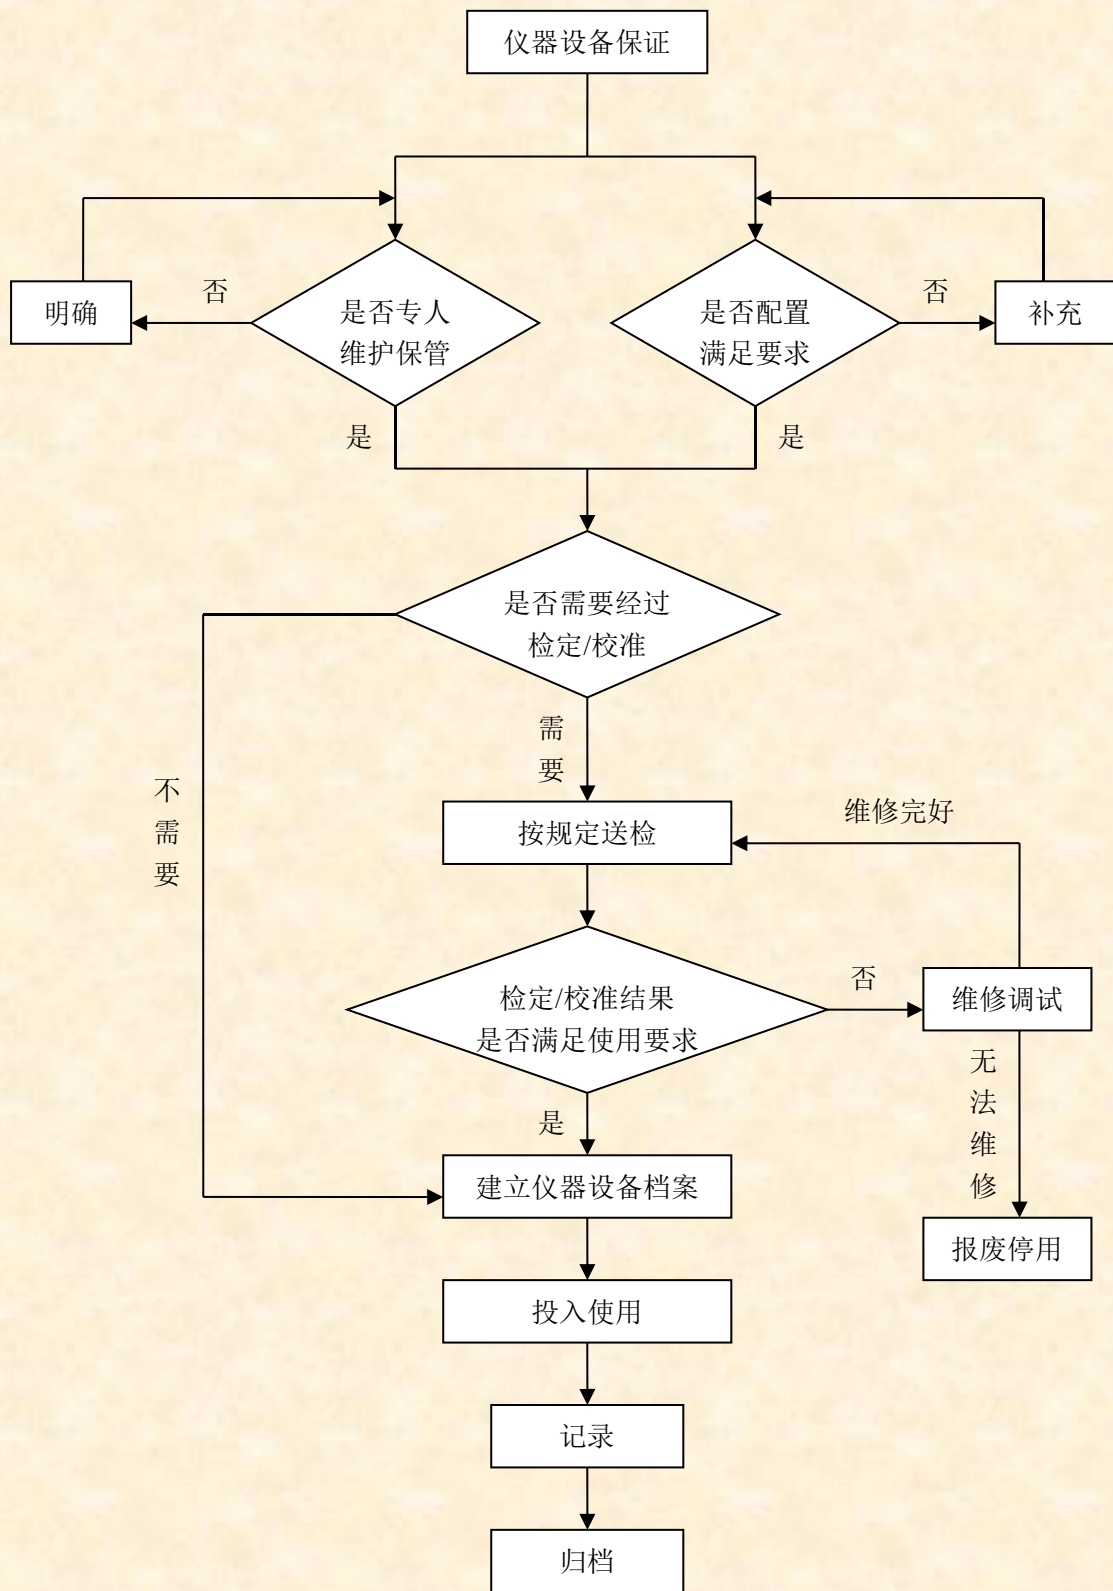 仪器设备保证
否
否
明确
是否专人
维护保管
是否配置
满足要求
补充
是
是
是否需要经过
检定/校准
需要
不需要
维修完好
按规定送检
否
检定/校准结果
是否满足使用要求
维修调试
无法维修
是
建立仪器设备档案
报废停用
投入使用
记录
归档